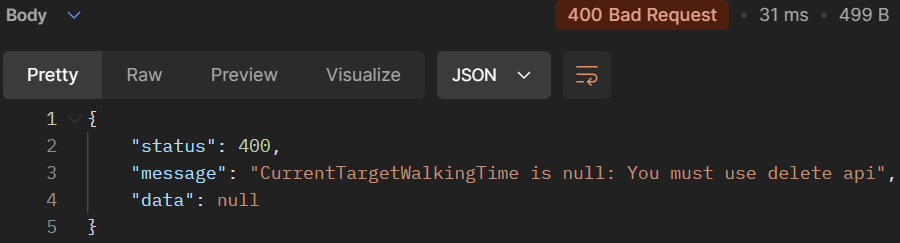 Body 400 Bad Request 31 ms 499 B
Pretty Raw Preview Visualize JSON
1 {
2 "status": 400,
3 "message": "CurrentTargetWalkingTime is null: You must use delete api",
4 "data": null
5 }